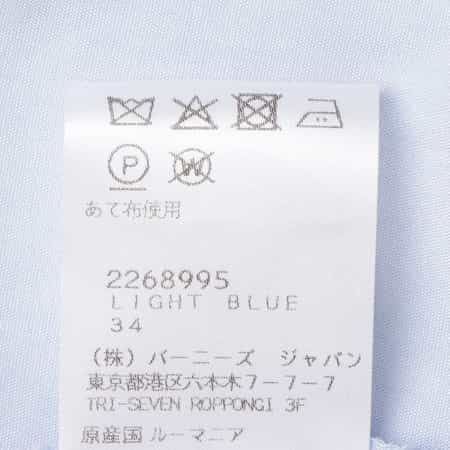 P W
あて布使用
2268995
LIGHT BLUE
34
(株) バーニーズ ジャパン
東京都港区六本木7-7-7
TRI-SEVEN ROPPONGI 3F
原産国 ルーマニア